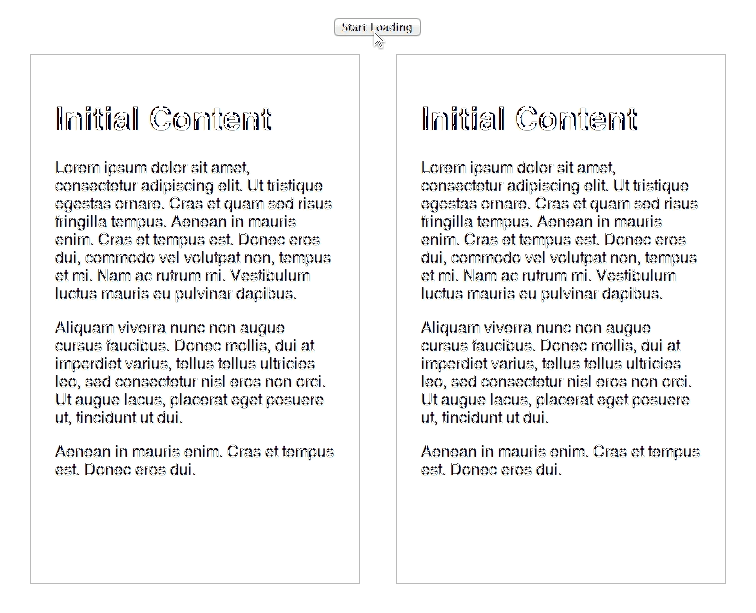 Start Loading
Initial Content
Lorem ipsum dolor sit amet,
consectetur adipiscing elit. Ut tristique
egestas ornare. Cras et quam sed risus
fringilla tempus. Aenean in mauris
enim. Cras et tempus est. Donec eros
dui, commodo vel volutpat non, tempus
et mi. Nam ac rutrum mi. Vestibulum
luctus mauris eu pulvinar dapibus.
Aliquam viverra nunc non augue
cursus faucibus. Donec mollis, dui at
imperdiet varius, tellus tellus ultricies
leo, sed consectetur nisl eros non orci.
Ut augue lacus, placerat eget posuere
ut, tincidunt ut dui.
Aenean in mauris enim. Cras et tempus
est. Donec eros dui.
Initial Content
Lorem ipsum dolor sit amet,
consectetur adipiscing elit. Ut tristique
egestas ornare. Cras et quam sed risus
fringilla tempus. Aenean in mauris
enim. Cras et tempus est. Donec eros
dui, commodo vel volutpat non, tempus
et mi. Nam ac rutrum mi. Vestibulum
luctus mauris eu pulvinar dapibus.
Aliquam viverra nunc non augue
cursus faucibus. Donec mollis, dui at
imperdiet varius, tellus tellus ultricies
leo, sed consectetur nisl eros non orci.
Ut augue lacus, placerat eget posuere
ut, tincidunt ut dui.
Aenean in mauris enim. Cras et tempus
est. Donec eros dui.